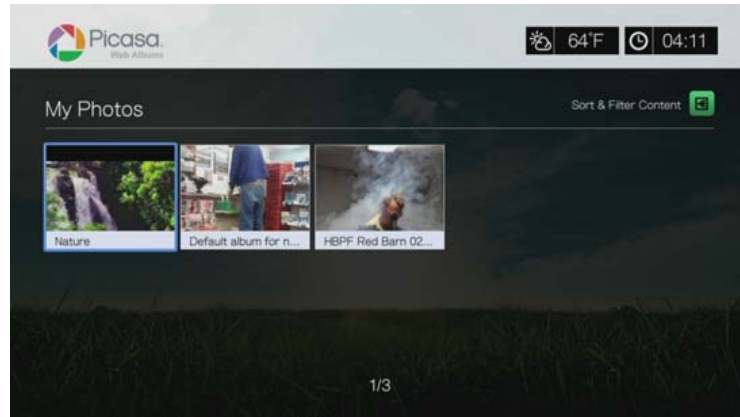 Picasa.
Web Albums
64°F
04:11
My Photos
Sort & Filter Content
Nature
Default album for n...
HBPF Red Barn 02...
1/3